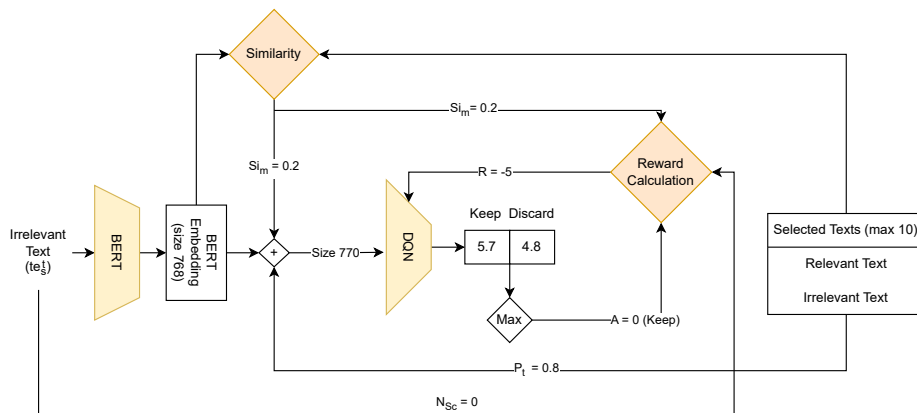 Similarity
Si_m = 0.2
Si_m = 0.2
Reward
Calculation
R = -5
Irrelevant
Text
(te_s^t)
BERT
BERT
Embedding
(size 768)
+
Size 770
DQN
Keep Discard
5.7 4.8
Max
A = 0 (Keep)
Selected Texts (max 10)
Relevant Text
Irrelevant Text
P_t = 0.8
N_Sc = 0